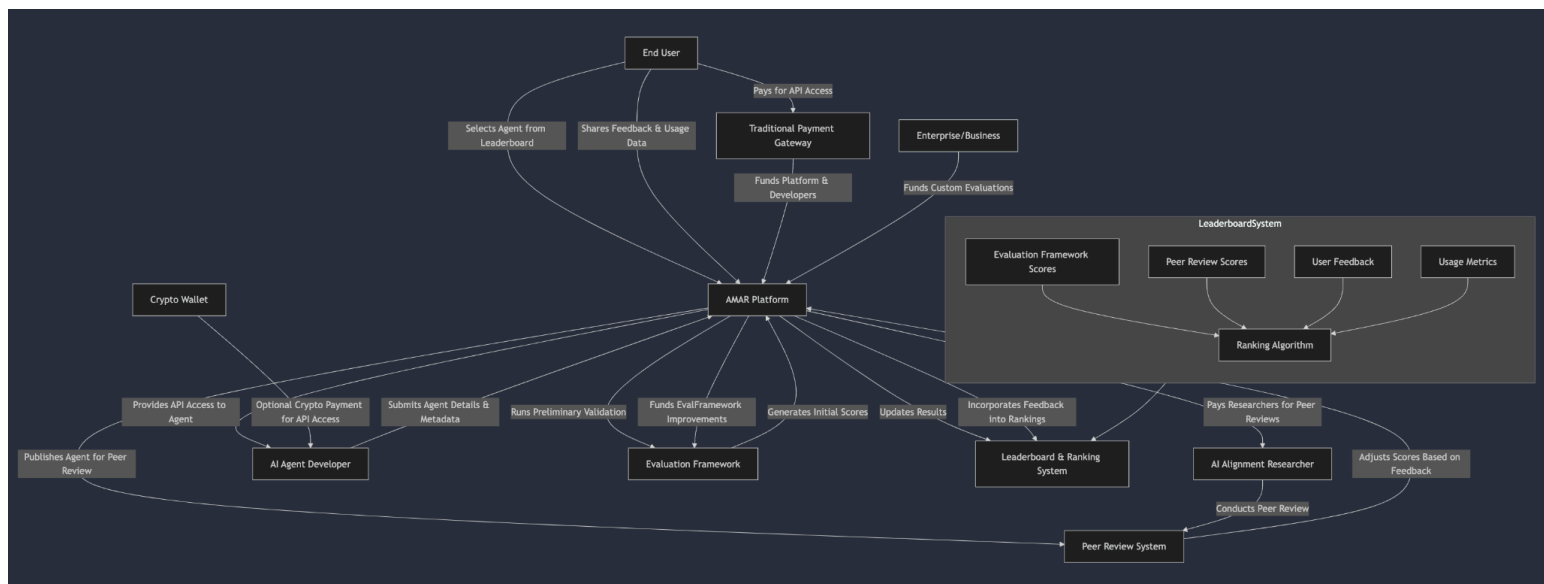 End User
Pays for API Access
Selects Agent from
Leaderboard
Shares Feedback & Usage
Data
Traditional Payment
Gateway
Enterprise/Business
Funds Platform &
Developers
Funds Custom Evaluations
LeaderboardSystem
Evaluation Framework
Scores
Peer Review Scores
User Feedback
Usage Metrics
Crypto Wallet
AMAR Platform
Ranking Algorithm
Provides API Access to
Agent
Optional Crypto Payment
for API Access
Submits Agent Details &
Metadata
Runs Preliminary Validation
Funds EvalFramework
Improvements
Generates Initial Scores
Updates Results
Incorporates Feedback
into Rankings
Pays Researchers for Peer
Reviews
Publishes Agent for Peer
Review
AI Agent Developer
Evaluation Framework
Leaderboard & Ranking
System
AI Alignment Researcher
Adjusts Scores Based on
Feedback
Conducts Peer Review
Peer Review System